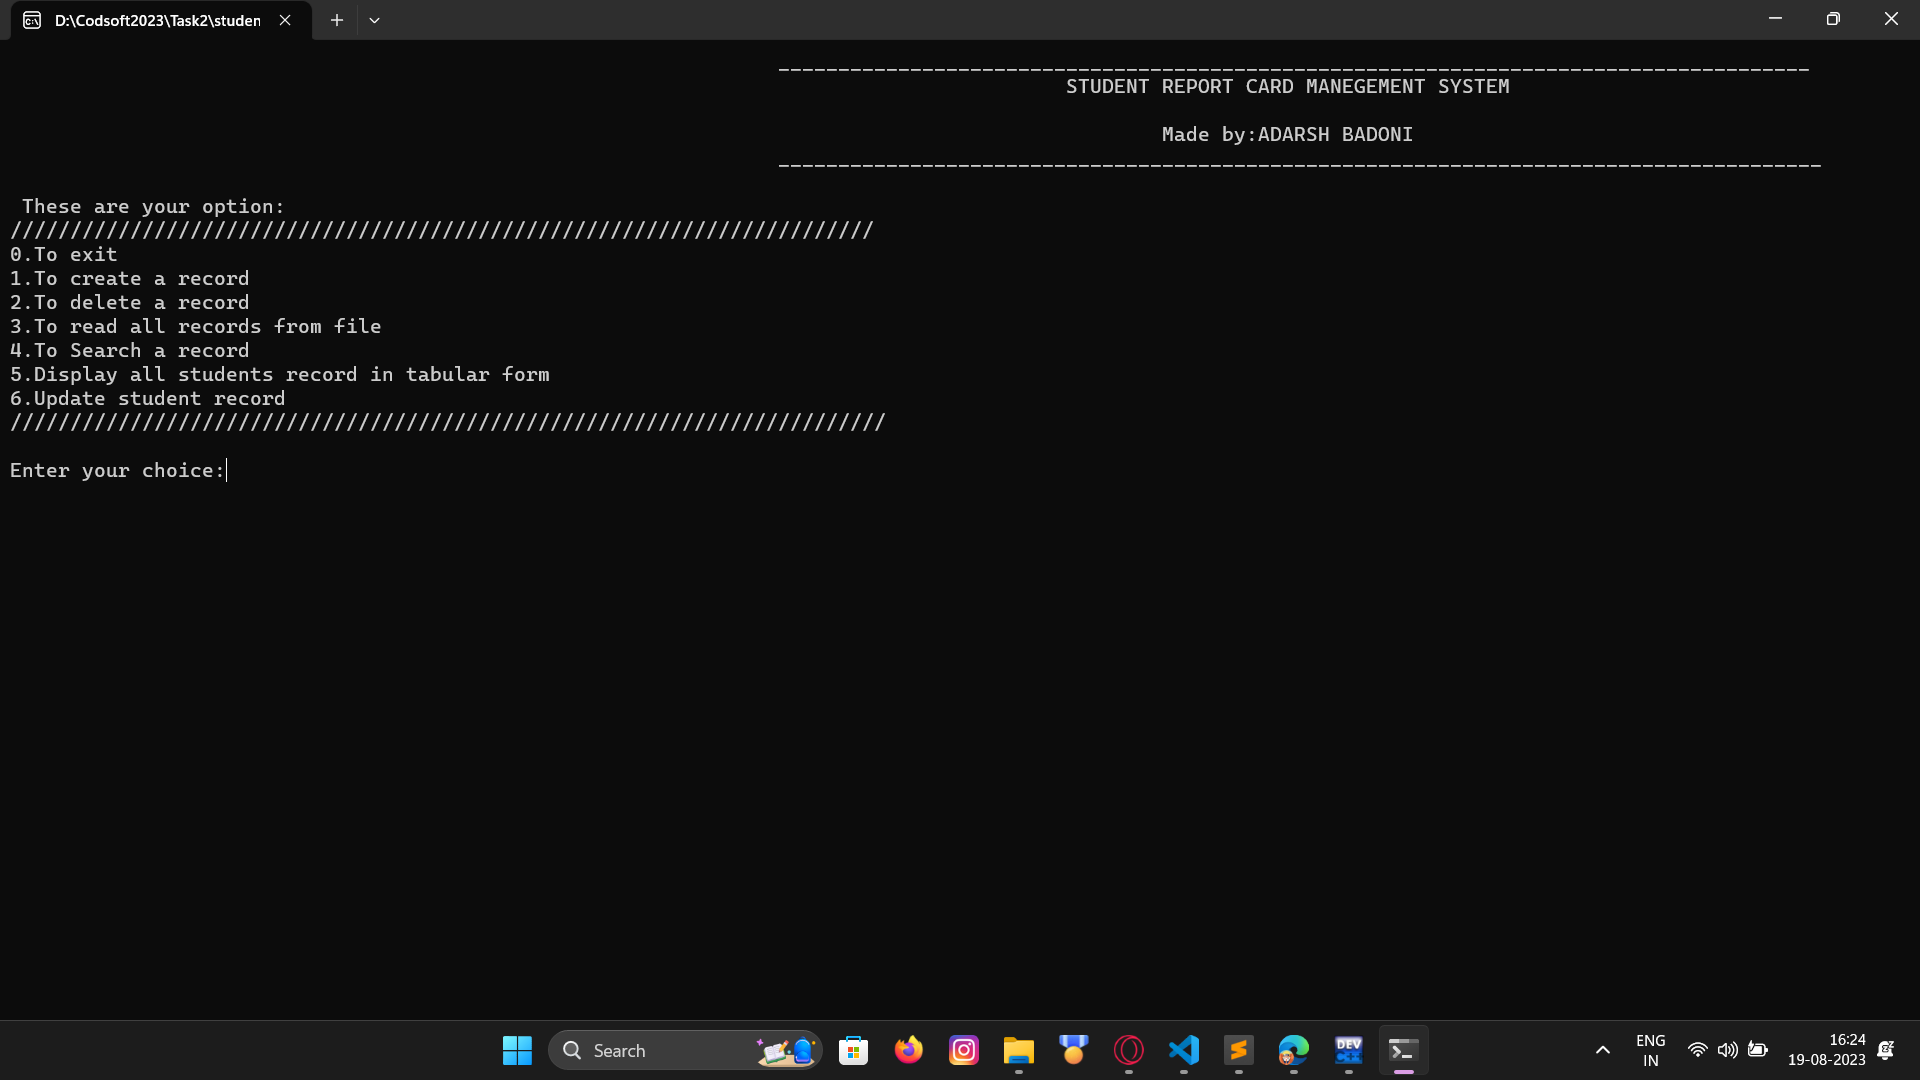 D:\Codsoft2023\Task2\studen
--------------------------------------------------------------------------------------
STUDENT REPORT CARD MANEGEMENT SYSTEM
Made by:ADARSH BADONI
---------------------------------------------------------------------------------------
These are your option:
////////////////////////////////////////////////////////////////////////
0.To exit
1.To create a record
2.To delete a record
3.To read all records from file
4.To Search a record
5.Display all students record in tabular form
6.Update student record
/////////////////////////////////////////////////////////////////////////
Enter your choice:
Search
DEV
C++
ENG
IN
16:24
19-08-2023